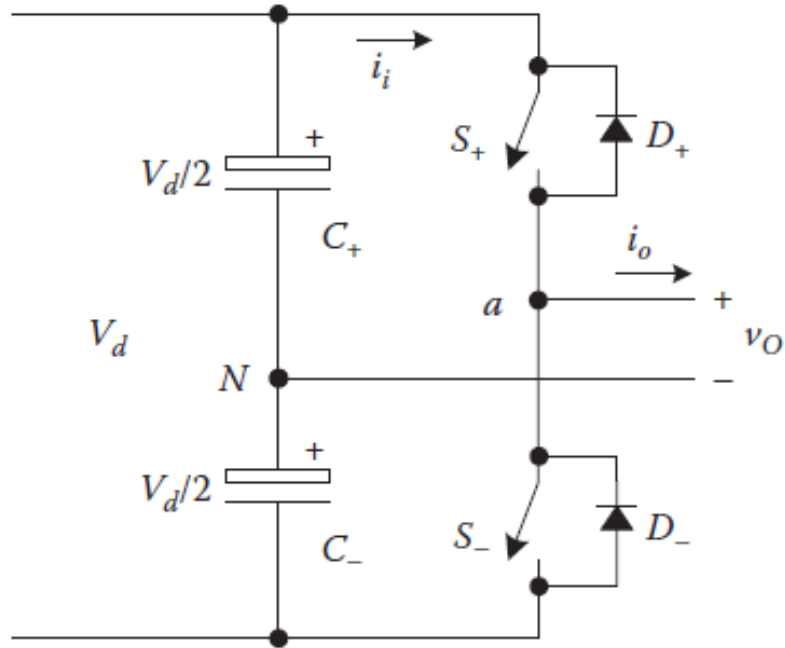 i_i
S_+
D_+
+
V_d/2
C_+
i_o
a
+
V_d
v_O
N
−
+
V_d/2
S_−
D_−
C_−